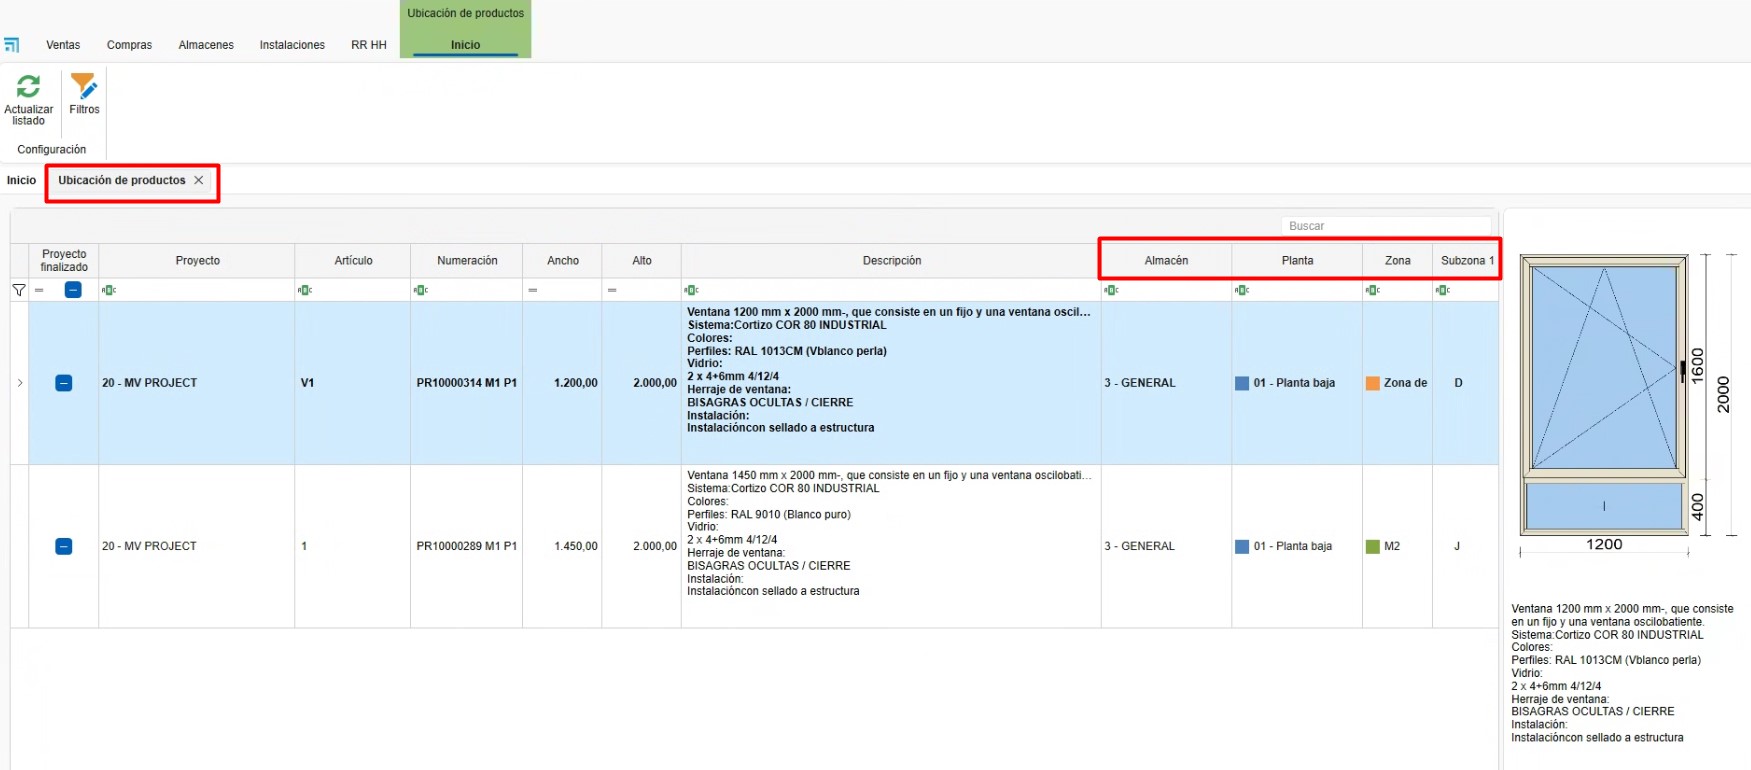 Ubicación de productos
Ventas Compras Almacenes Instalaciones RR HH Inicio
Actualizar listado
Filtros
Configuración
Inicio Ubicación de productos
Buscar
Proyecto finalizado Proyecto Artículo Numeración Ancho Alto Descripción Almacén Planta Zona Subzona 1
20 - MV PROJECT V1 PR10000314 M1 P1 1.200,00 2.000,00
Ventana 1200 mm x 2000 mm-, que consiste en un fijo y una ventana oscil...
Sistema:Cortizo COR 80 INDUSTRIAL
Colores:
Perfiles: RAL 1013CM (Vblanco perla)
Vidrio:
2 x 4+6mm 4/12/4
Herraje de ventana:
BISAGRAS OCULTAS / CIERRE
Instalación:
Instalacióncon sellado a estructura
3 - GENERAL 01 - Planta baja Zona de D
20 - MV PROJECT 1 PR10000289 M1 P1 1.450,00 2.000,00
Ventana 1450 mm x 2000 mm-, que consiste en un fijo y una ventana oscilobati...
Sistema:Cortizo COR 80 INDUSTRIAL
Colores:
Perfiles: RAL 9010 (Blanco puro)
Vidrio:
2 x 4+6mm 4/12/4
Herraje de ventana:
BISAGRAS OCULTAS / CIERRE
Instalación:
Instalacióncon sellado a estructura
3 - GENERAL 01 - Planta baja M2 J
1600
2000
400
1200
Ventana 1200 mm x 2000 mm-, que consiste
en un fijo y una ventana oscilobatiente.
Sistema:Cortizo COR 80 INDUSTRIAL
Colores:
Perfiles: RAL 1013CM (Vblanco perla)
Vidrio:
2 x 4+6mm 4/12/4
Herraje de ventana:
BISAGRAS OCULTAS / CIERRE
Instalación:
Instalacióncon sellado a estructura